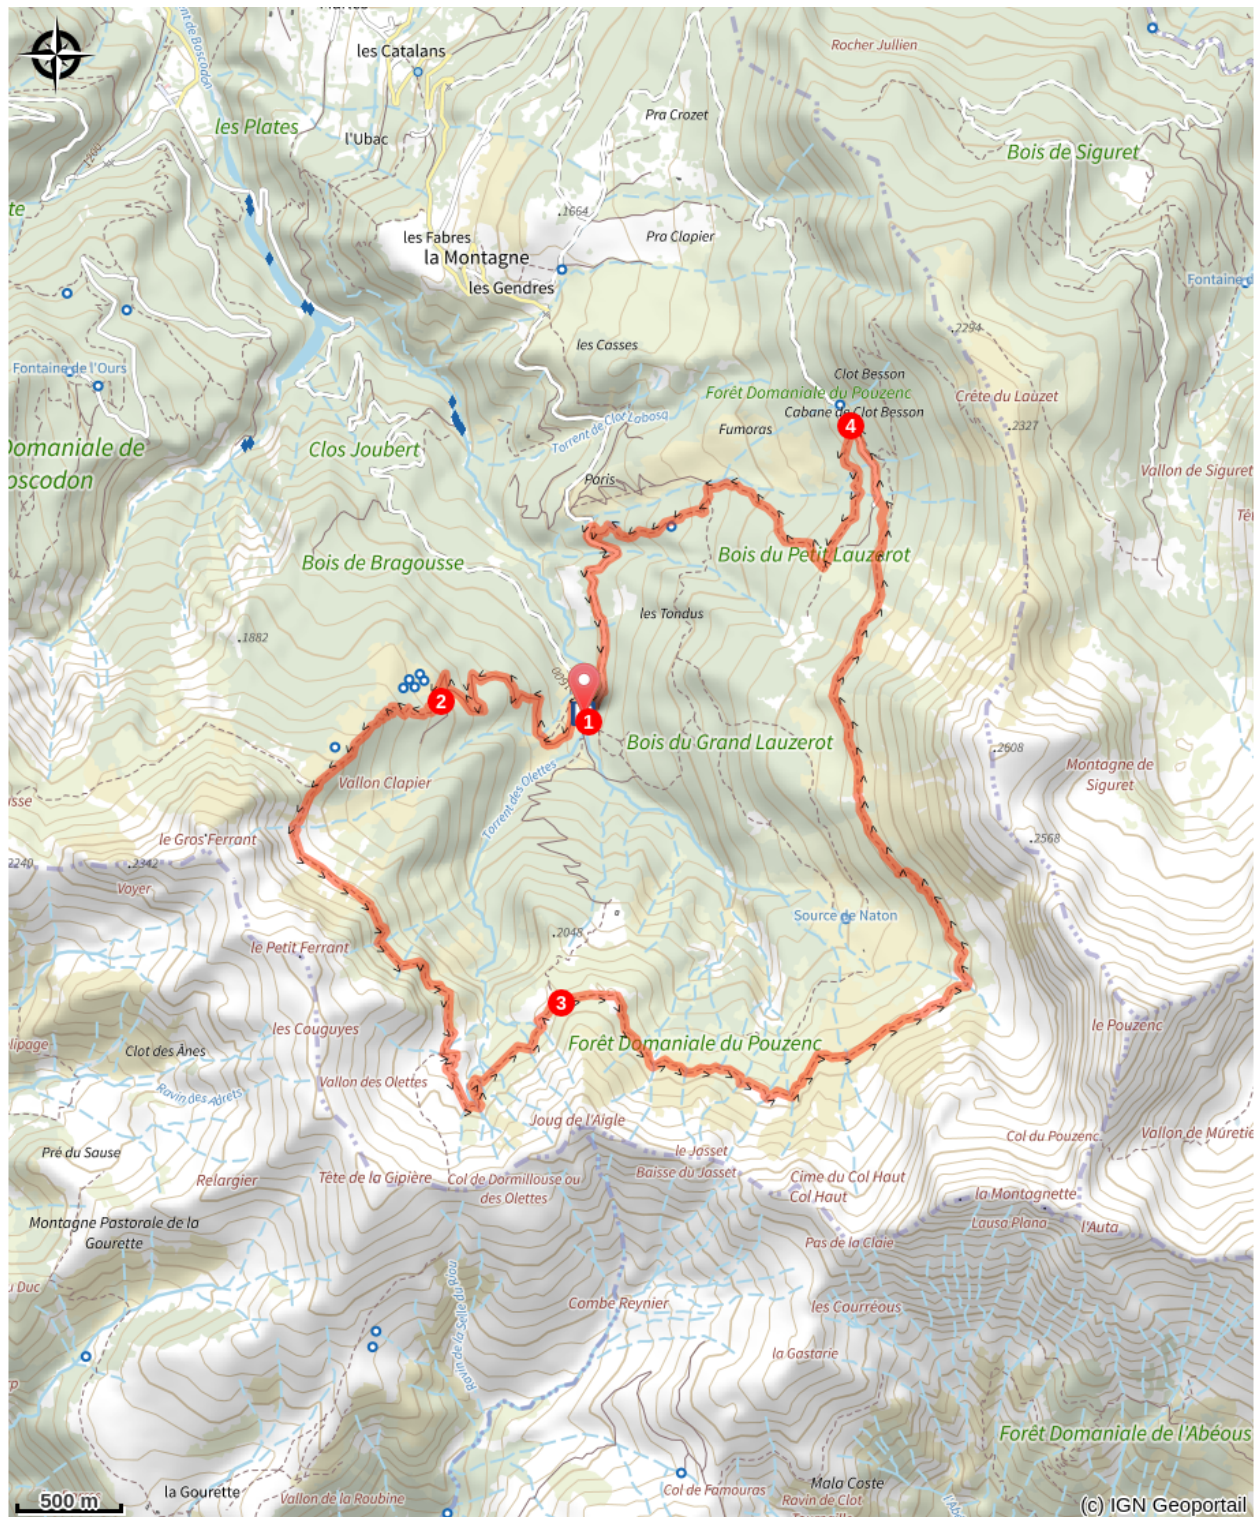 les Catalans
Rocher Jullien
les Plates
Pra Crozet
l'Ubac
1200
Bois de Siguret
.1664
les Fabres
Pra Clapier
la Montagne
les Gendres
.2294
les Casses
Fontaine de l'Ours
Clot Besson
Forêt Domaniale du Pouzenc
Cabane de Clot Besson
Crête du Lauzet
Torrent de Clot Lobosq
Fumoras
4
.2327
Clos Joubert
Vallon de Siguret
Paris
Bois de Bragousse
Bois du Petit Lauzerot
les Tondus
.1882
1600
2
1
Bois du Grand Lauzerot
.2608
Montagne de
Siguret
Vallon Clapier
Torrent des Olettes
le Gros Ferrant
.2568
.2342
Voyer
Source de Naton
.2048
le Petit Ferrant
3
les Couguyes
le Pouzenc
Forêt Domaniale du Pouzenc
Clot des Ânes
Vallon des Olettes
Ravin des Adrets
Joug de l'Aigle
Col du Pouzenc
Pré du Sause
le Jasset
Relargier
Tête de la Gipière
Col de Dormillouse ou
des Olettes
Baisse du Jasset
Cime du Col Haut
Col Haut
la Montagnette
Lausa Plana
l'Auta
Montagne Pastorale de la
Gourette
Pas de la Claie
Combe Reynier
les Courréous
la Gastarie
Forêt Domaniale de l'Abéous
Mala Coste
la Gourette
Vallon de la Roubine
Col de Famouras
Ravin de Clot
500 m
(c) IGN Geoportail